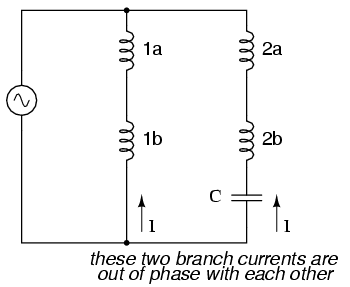 1a 2a
1b 2b
C
I I
these two branch currents are
out of phase with each other